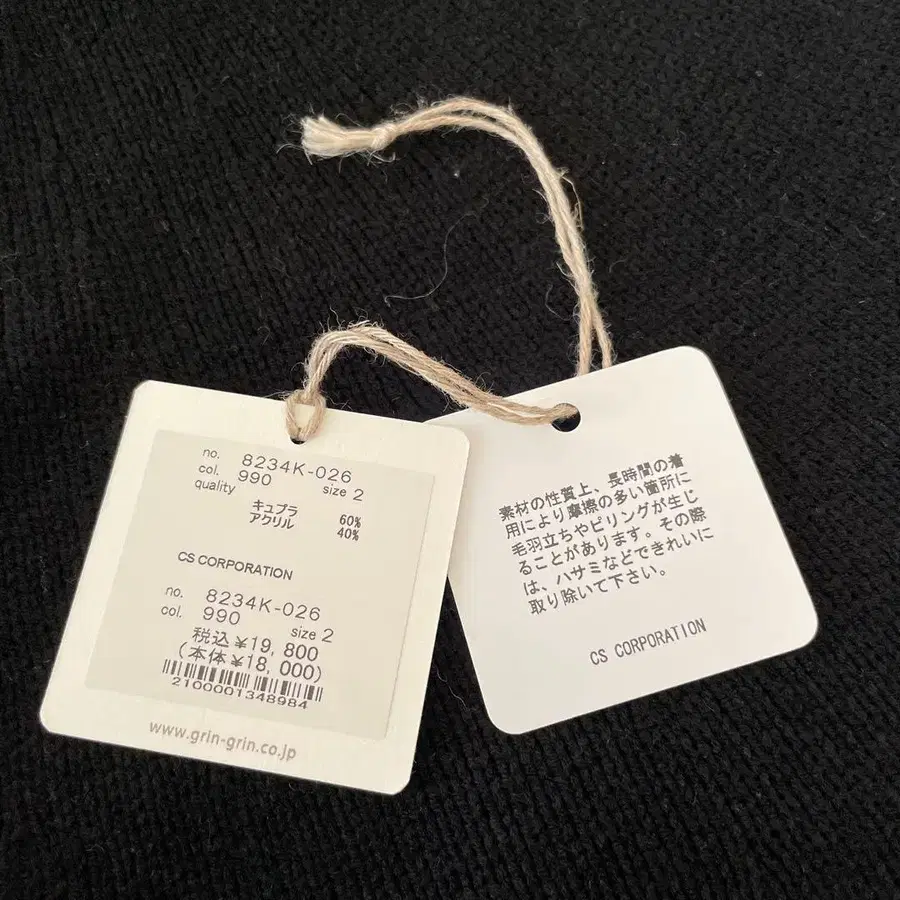 no. 8234K-026
col. 990 size 2
quality
キュプラ 60%
アクリル 40%
CS CORPORATION
no. 8234K-026
col. 990 size 2
税込¥19,800
(本体¥18,000)
2100001348984
www.grin-grin.co.jp
素材の性質上、長時間の着
用により摩擦の多い箇所に
毛羽立ちやピリングが生じ
ることがあります。その際
は、ハサミなどできれいに
取り除いて下さい。
CS CORPORATION